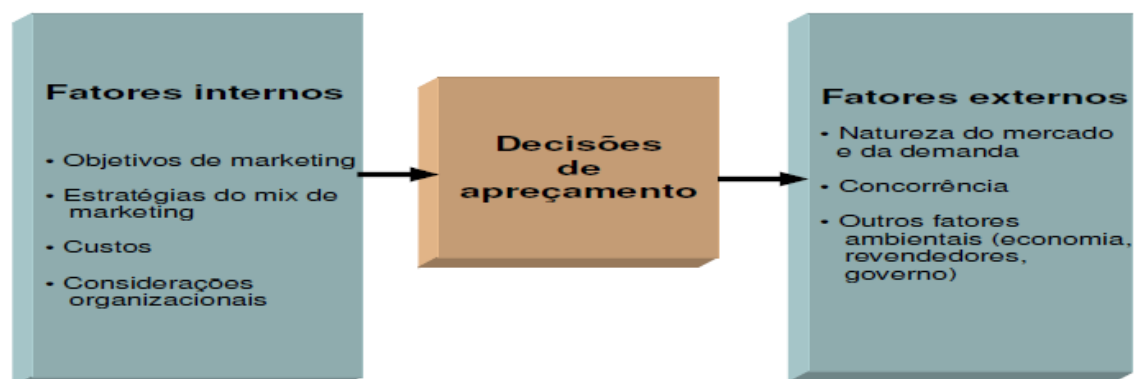 Fatores internos
• Objetivos de marketing
• Estratégias do mix de
marketing
• Custos
• Considerações
organizacionais
Decisões
de
apreçamento
Fatores externos
• Natureza do mercado
e da demanda
• Concorrência
• Outros fatores
ambientais (economia,
revendedores,
governo)